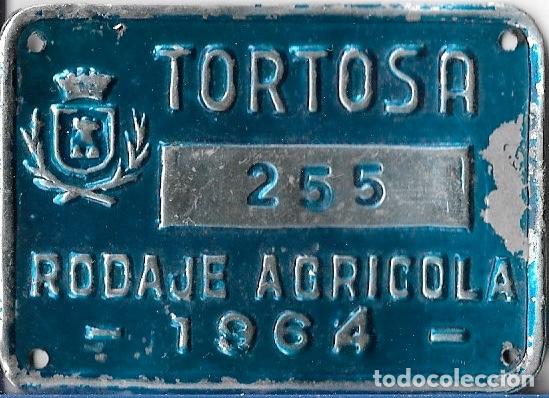 TORTOSA
255
RODAJE AGRICOLA
- 1964 -
todocoleccion